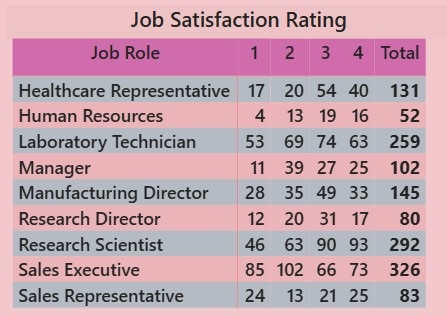 Job Satisfaction Rating
Job Role 1 2 3 4 Total
Healthcare Representative 17 20 54 40 131
Human Resources 4 13 19 16 52
Laboratory Technician 53 69 74 63 259
Manager 11 39 27 25 102
Manufacturing Director 28 35 49 33 145
Research Director 12 20 31 17 80
Research Scientist 46 63 90 93 292
Sales Executive 85 102 66 73 326
Sales Representative 24 13 21 25 83